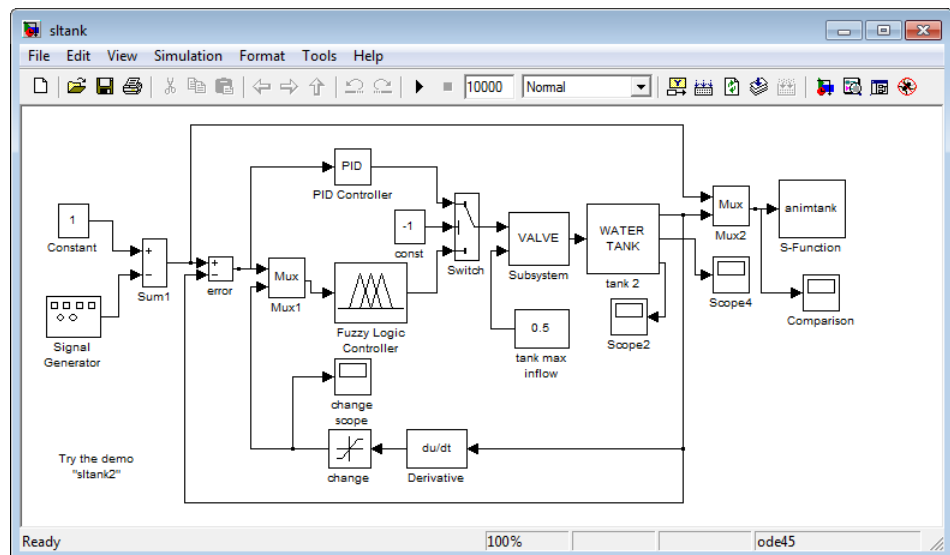 sltank
File Edit View Simulation Format Tools Help
10000 Normal
PID
PID Controller
1
Constant
-1
const
Switch
VALVE
Subsystem
WATER
TANK
tank 2
Mux
Mux2
animtank
S-Function
Sum1
error
Mux
Mux1
Fuzzy Logic
Controller
Scope4
Comparison
Scope2
Signal
Generator
0.5
tank max
inflow
change
scope
Try the demo
"sltank2"
change
du/dt
Derivative
Ready 100% ode45